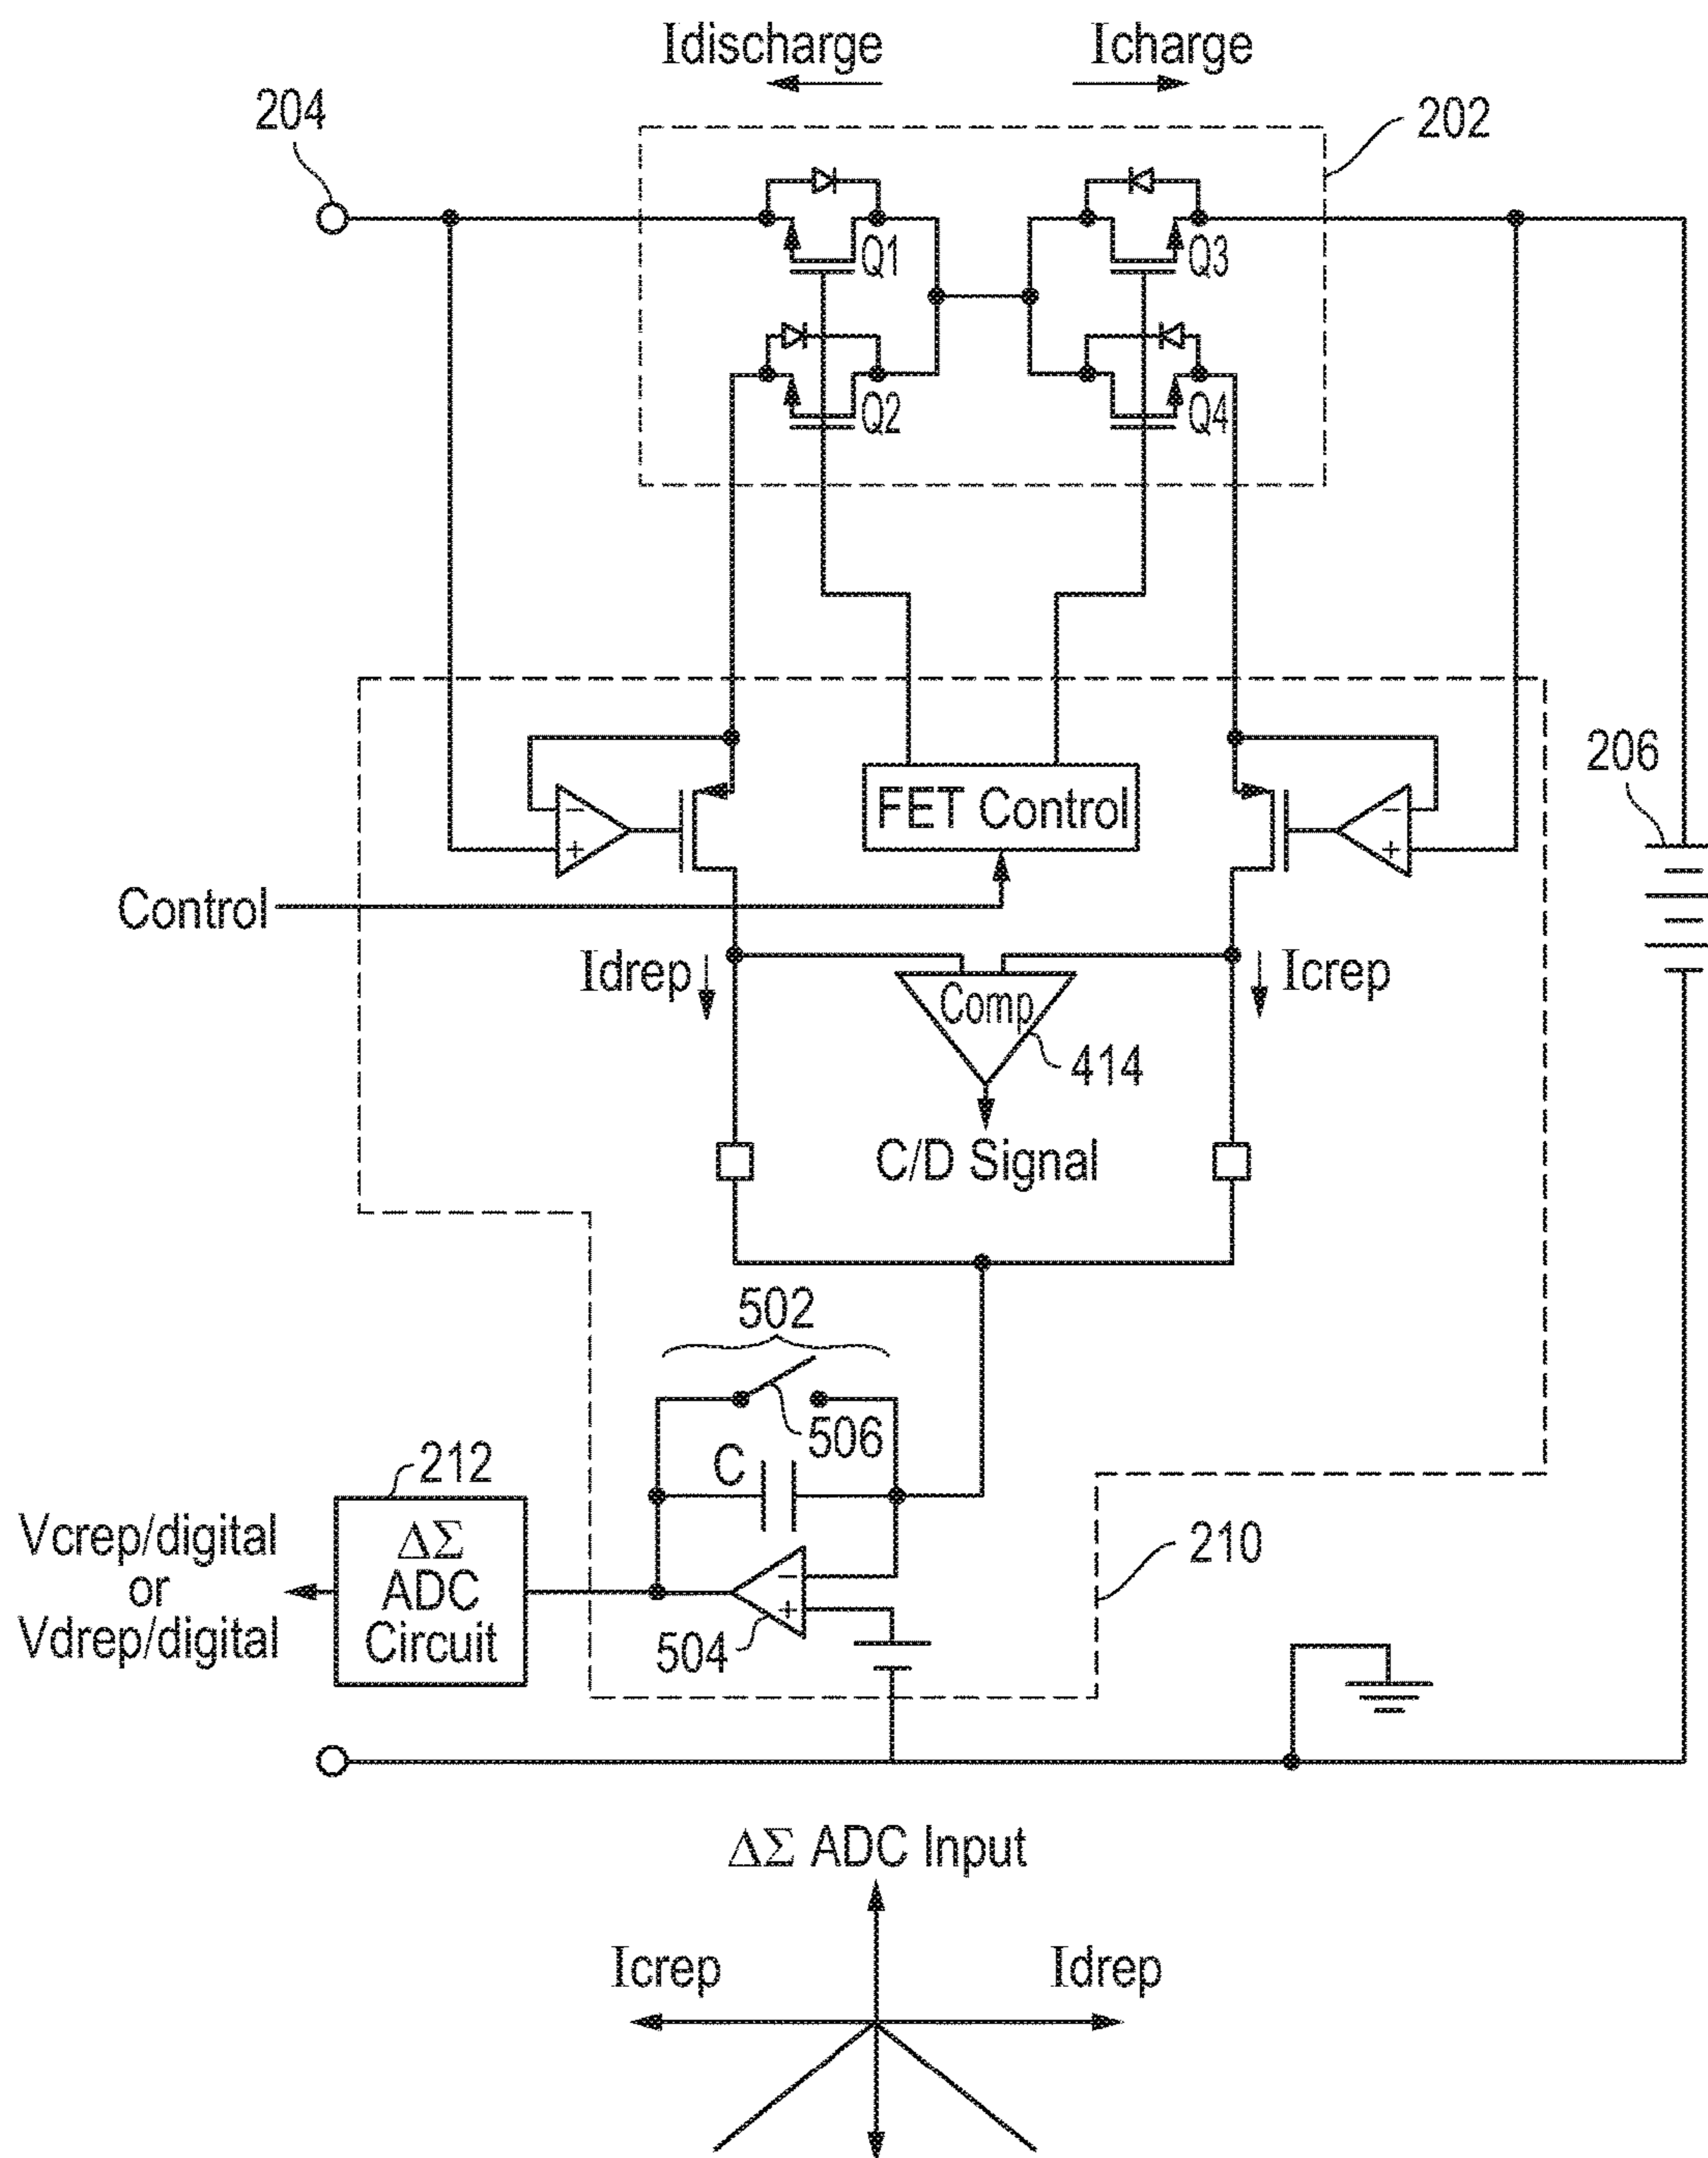 Idischarge Icharge
204
202
Q1 Q3
Q2 Q4
206
FET Control
− −
+ +
Control
Idrep Icrep
Comp
414
C/D Signal
502
506
C
212
ΔΣ
ADC
Circuit
Vcrep/digital
or
Vdrep/digital
210
−
+
504
ΔΣ ADC Input
Icrep Idrep